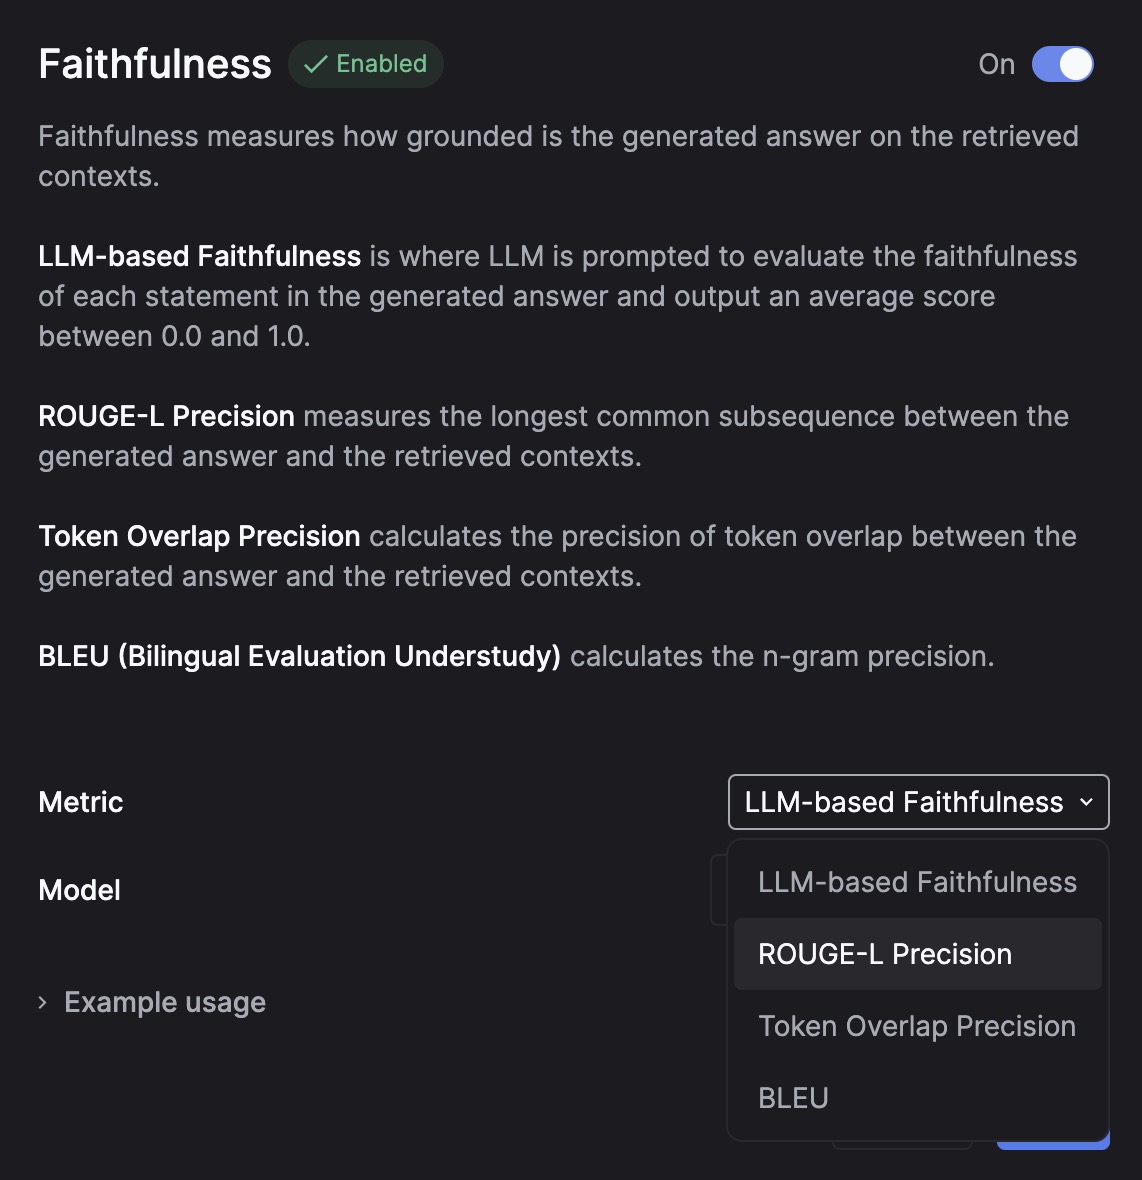 Faithfulness
Enabled
On
Faithfulness measures how grounded is the generated answer on the retrieved
contexts.
LLM-based Faithfulness is where LLM is prompted to evaluate the faithfulness
of each statement in the generated answer and output an average score
between 0.0 and 1.0.
ROUGE-L Precision measures the longest common subsequence between the
generated answer and the retrieved contexts.
Token Overlap Precision calculates the precision of token overlap between the
generated answer and the retrieved contexts.
BLEU (Bilingual Evaluation Understudy) calculates the n-gram precision.
Metric
LLM-based Faithfulness
Model
LLM-based Faithfulness
ROUGE-L Precision
Example usage
Token Overlap Precision
BLEU